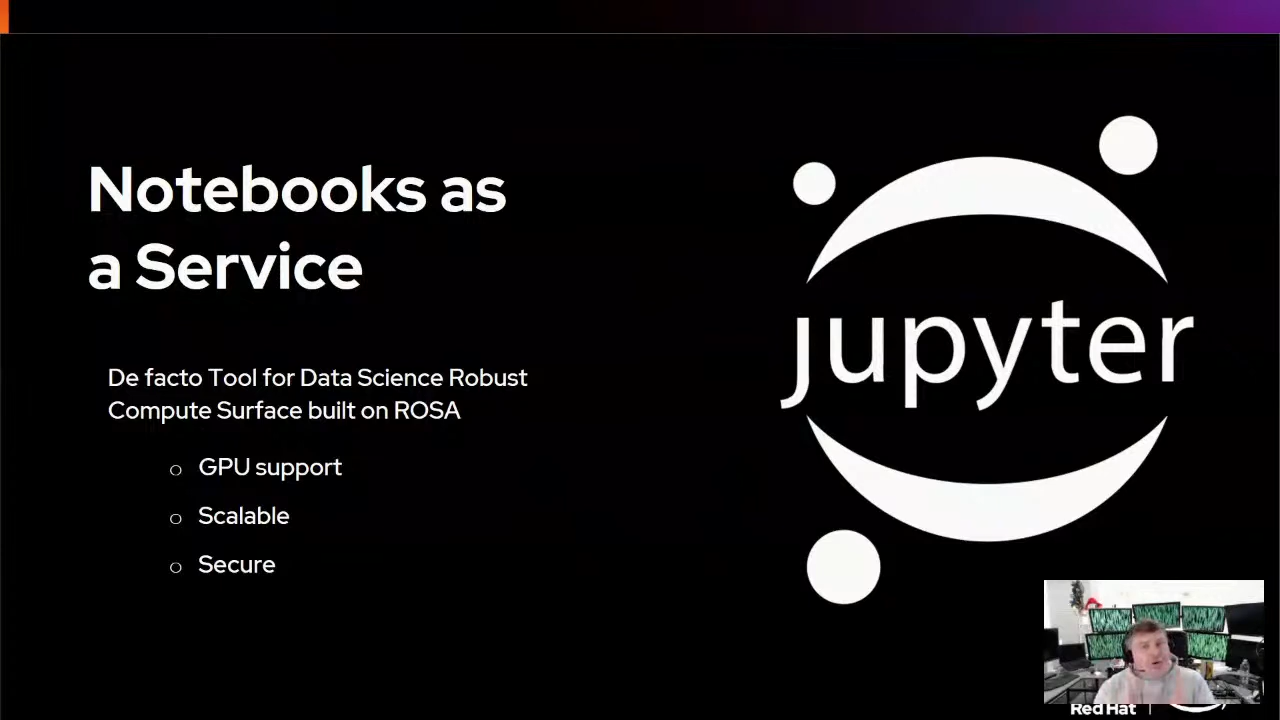 Notebooks as
a Service
De facto Tool for Data Science Robust
Compute Surface built on ROSA
o GPU support
o Scalable
o Secure
jupyter
Red Hat